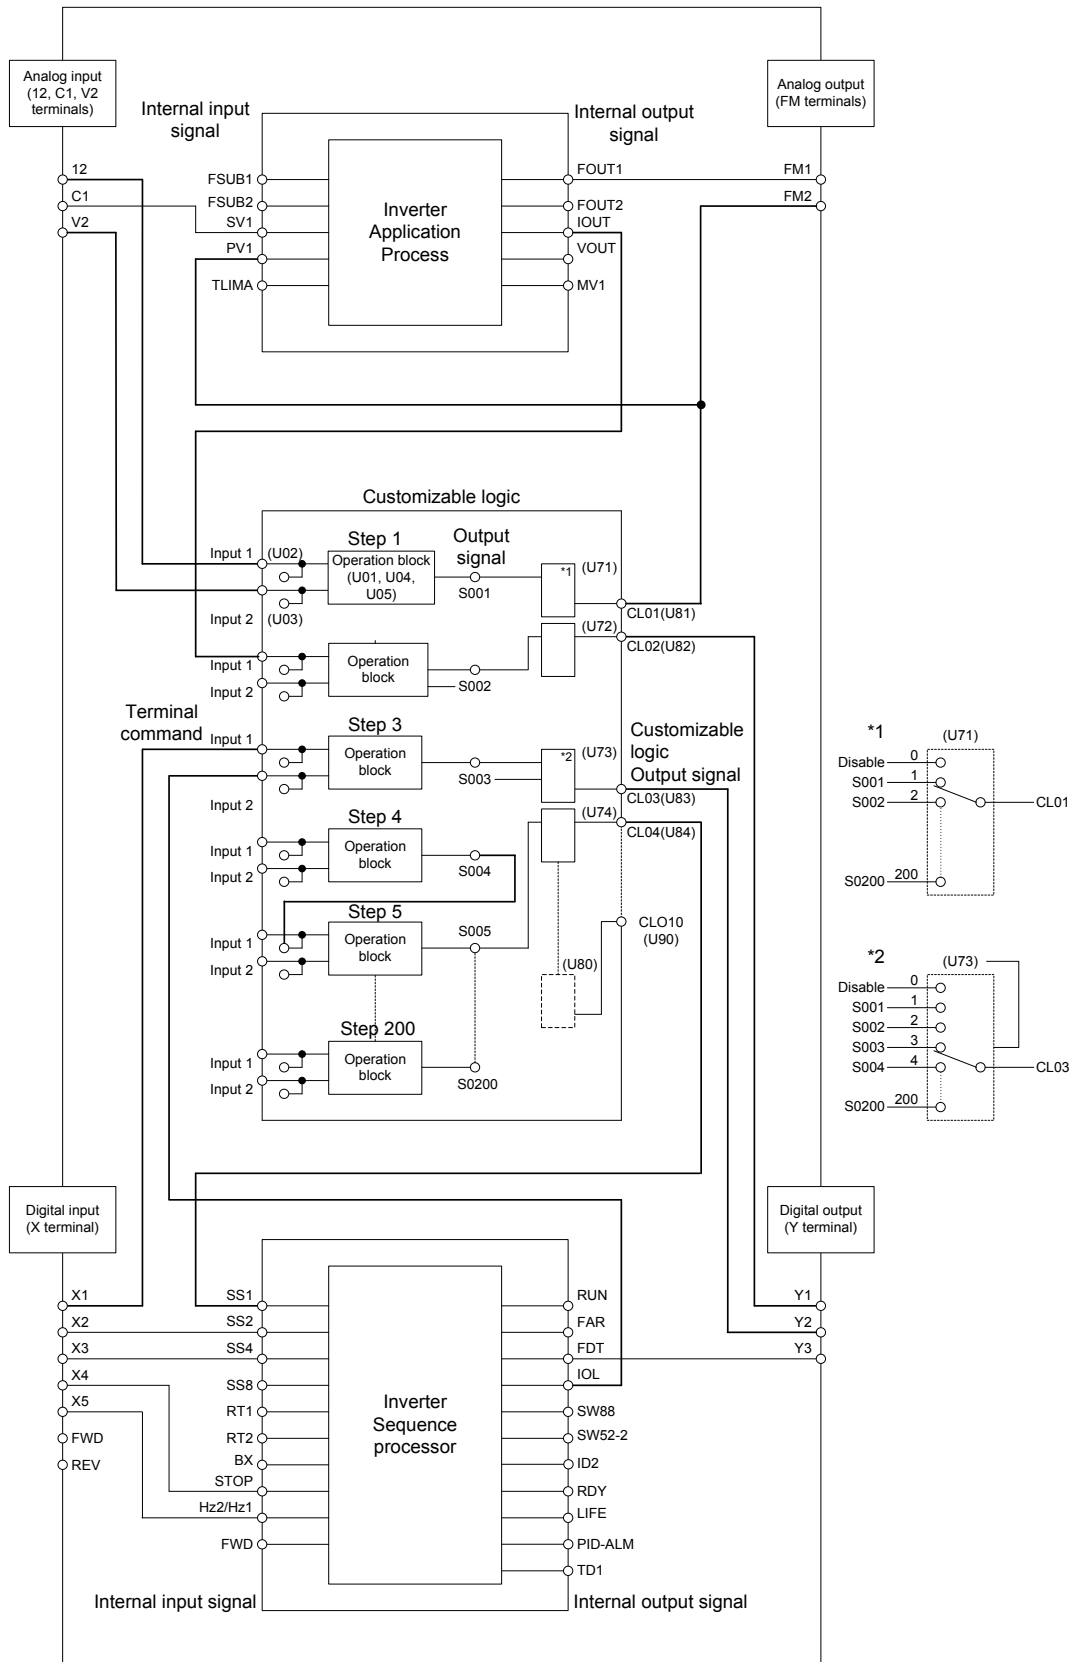 Analog input
(12, C1, V2
terminals)
Analog output
(FM terminals)
Internal input
signal
Internal output
signal
12
C1
V2
FSUB1
FSUB2
SV1
PV1
TLIMA
Inverter
Application
Process
FOUT1
FOUT2
IOUT
VOUT
MV1
FM1
FM2
Customizable logic
Step 1
Output
signal
Input 1
(U02)
Operation block
(U01, U04,
U05)
S001
*1
(U71)
CL01(U81)
Input 2
(U03)
(U72)
CL02(U82)
Input 1
Input 2
Operation
block
S002
Terminal
command
Step 3
Input 1
Operation
block
S003
*2
(U73)
Customizable
logic
Output signal
CL03(U83)
Input 2
Step 4
(U74)
CL04(U84)
Input 1
Input 2
Operation
block
S004
Step 5
Input 1
Input 2
Operation
block
S005
CLO10
(U90)
(U80)
Step 200
Input 1
Input 2
Operation
block
S0200
*1
(U71)
Disable 0
S001 1
S002 2
S0200 200
CL01
*2
(U73)
Disable 0
S001 1
S002 2
S003 3
S004 4
S0200 200
CL03
Digital input
(X terminal)
Digital output
(Y terminal)
X1
X2
X3
X4
X5
FWD
REV
SS1
SS2
SS4
SS8
RT1
RT2
BX
STOP
Hz2/Hz1
FWD
Inverter
Sequence
processor
RUN
FAR
FDT
IOL
SW88
SW52-2
ID2
RDY
LIFE
PID-ALM
TD1
Y1
Y2
Y3
Internal input signal
Internal output signal